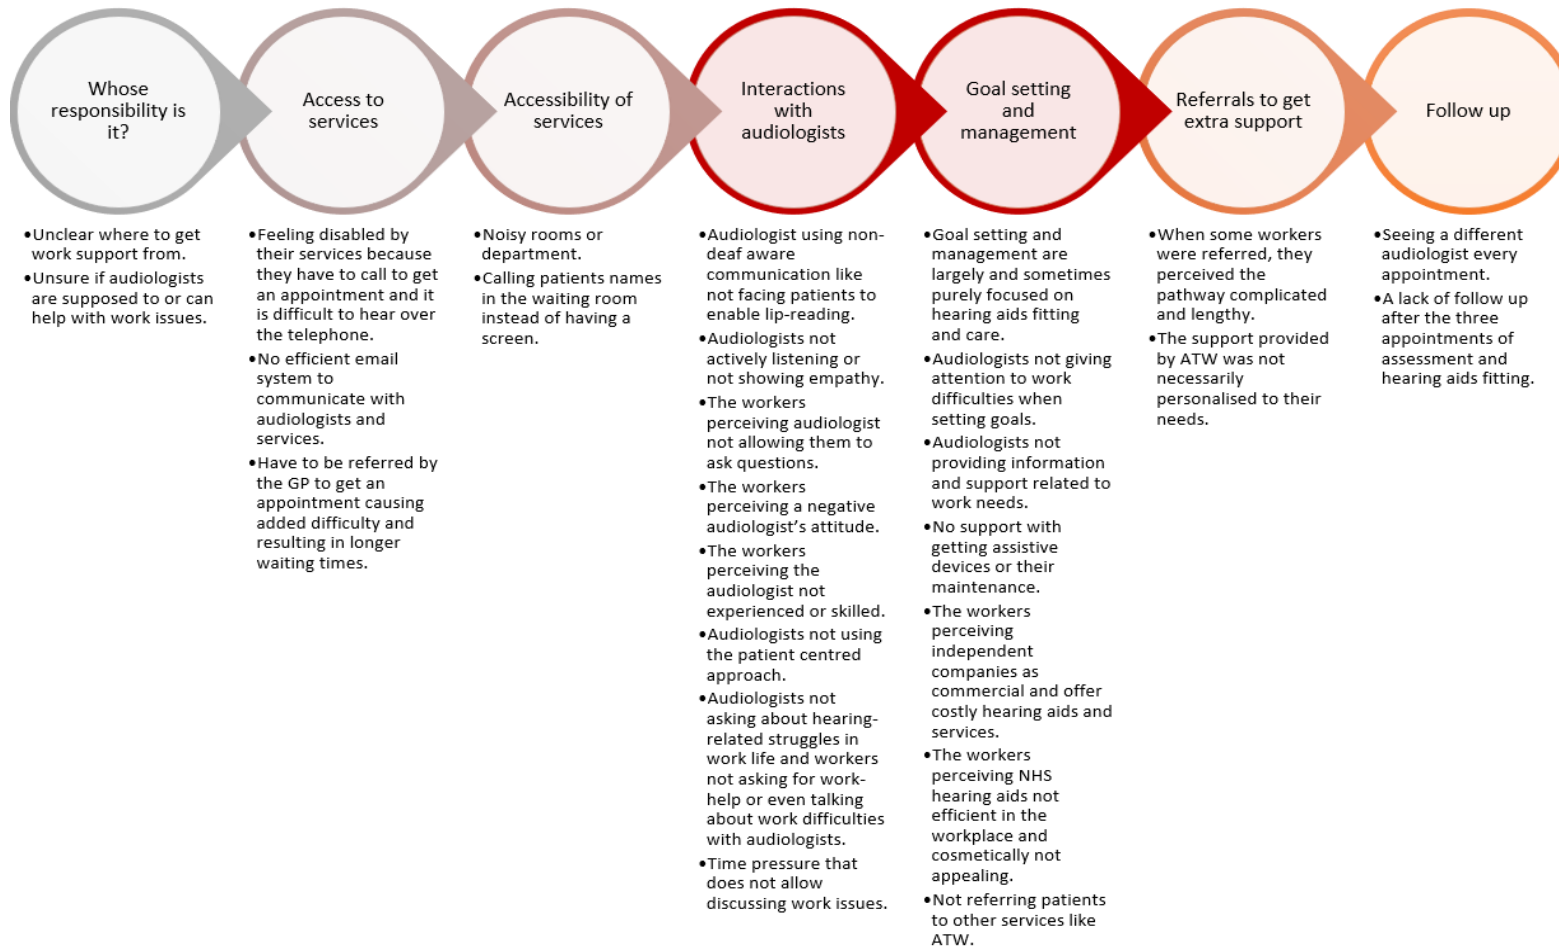 Whose
responsibility is
it?
•Unclear where to get
work support from.
•Unsure if audiologists
are supposed to or can
help with work issues.
Access to
services
•Feeling disabled by
their services because
they have to call to get
an appointment and it
is difficult to hear over
the telephone.
•No efficient email
system to
communicate with
audiologists and
services.
•Have to be referred by
the GP to get an
appointment causing
added difficulty and
resulting in longer
waiting times.
Accessibility of
services
•Noisy rooms or
department.
•Calling patients names
in the waiting room
instead of having a
screen.
Interactions
with
audiologists
•Audiologist using non-
deaf aware
communication like
not facing patients to
enable lip-reading.
•Audiologists not
actively listening or
not showing empathy.
•The workers
perceiving audiologist
not allowing them to
ask questions.
•The workers
perceiving a negative
audiologist's attitude.
•The workers
perceiving the
audiologist not
experienced or skilled.
•Audiologists not using
the patient centred
approach.
•Audiologists not
asking about hearing-
related struggles in
work life and workers
not asking for work-
help or even talking
about work difficulties
with audiologists.
•Time pressure that
does not allow
discussing work issues.
Goal setting
and
management
•Goal setting and
management are
largely and sometimes
purely focused on
hearing aids fitting
and care.
•Audiologists not giving
attention to work
difficulties when
setting goals.
•Audiologists not
providing information
and support related to
work needs.
•No support with
getting assistive
devices or their
maintenance.
•The workers
perceiving
independent
companies as
commercial and offer
costly hearing aids and
services.
•The workers
perceiving NHS
hearing aids not
efficient in the
workplace and
cosmetically not
appealing.
•Not referring patients
to other services like
ATW.
Referrals to get
extra support
•When some workers
were referred, they
perceived the
pathway complicated
and lengthy.
•The support provided
by ATW was not
necessarily
personalised to their
needs.
Follow up
•Seeing a different
audiologist every
appointment.
•A lack of follow up
after the three
appointments of
assessment and
hearing aids fitting.